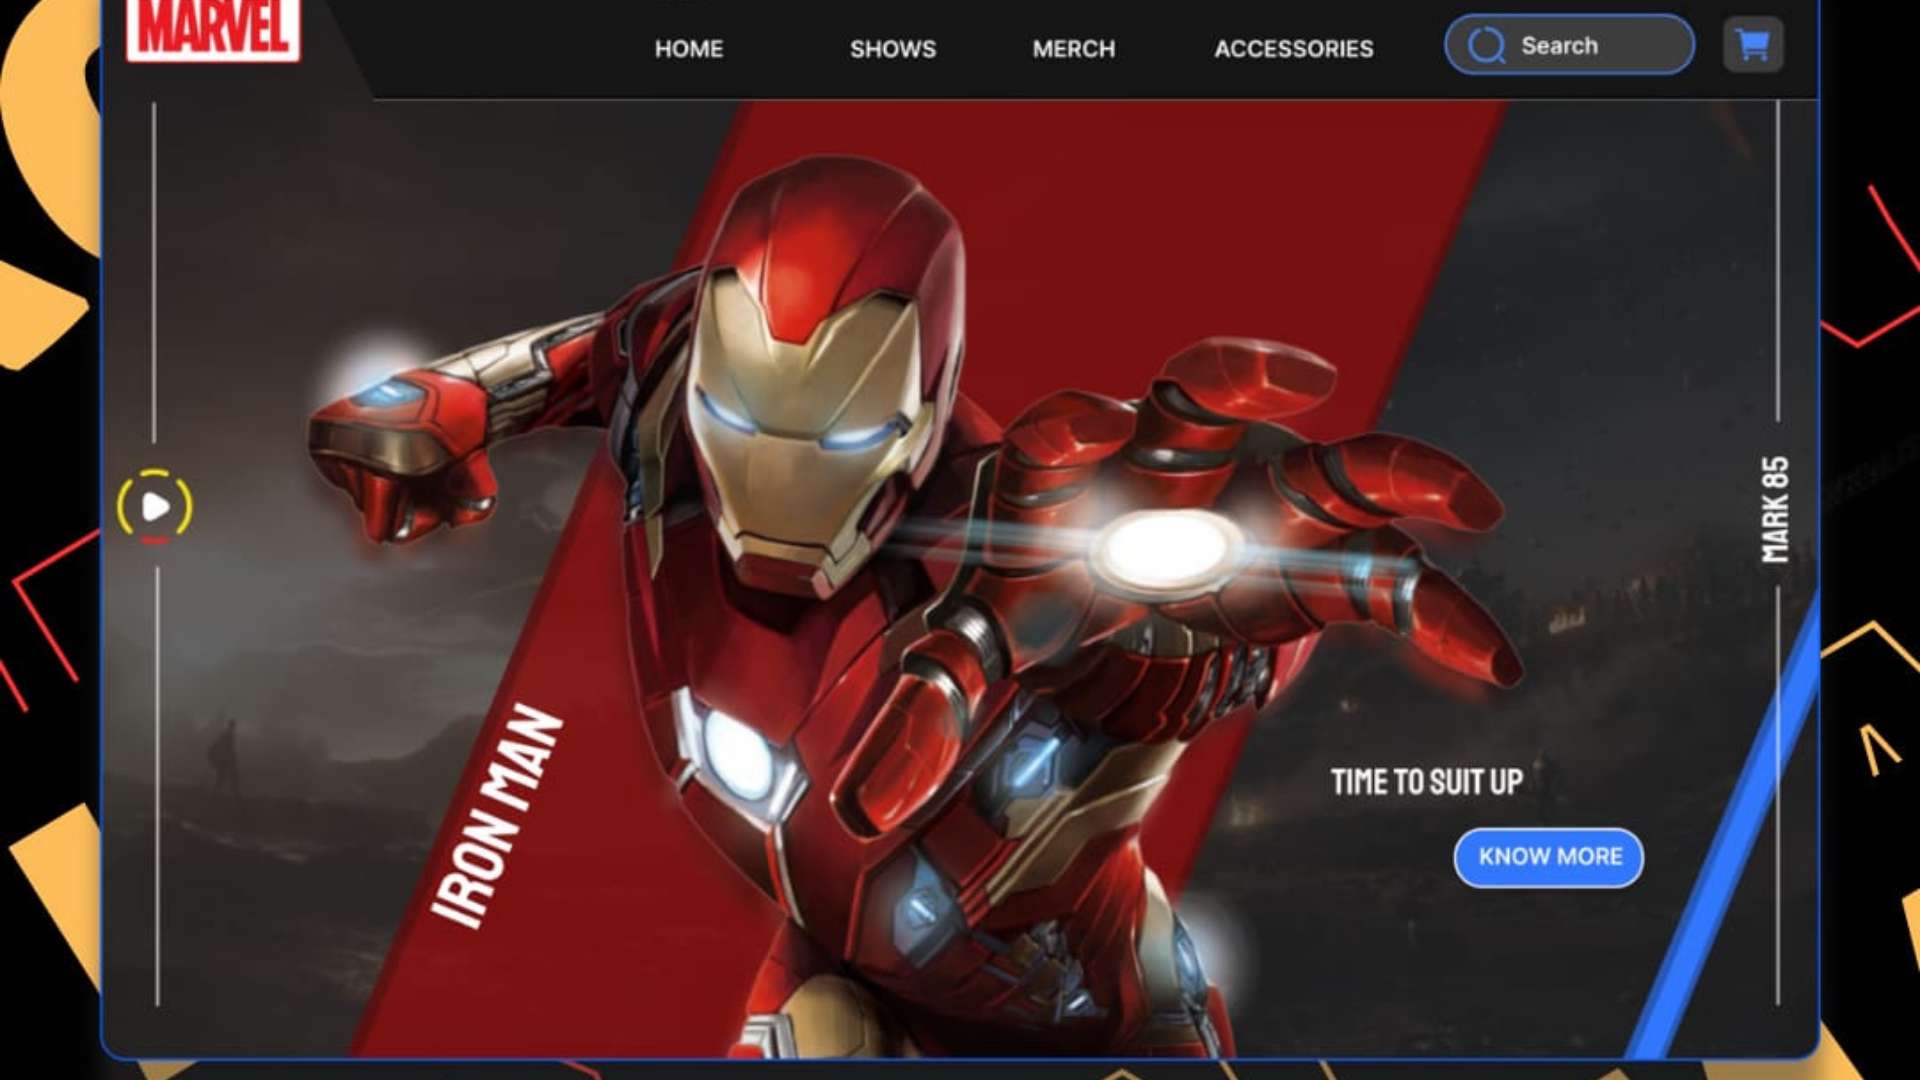 MARVEL
HOME
SHOWS
MERCH
ACCESSORIES
Search
MARK 85
IRON MAN
TIME TO SUIT UP
KNOW MORE